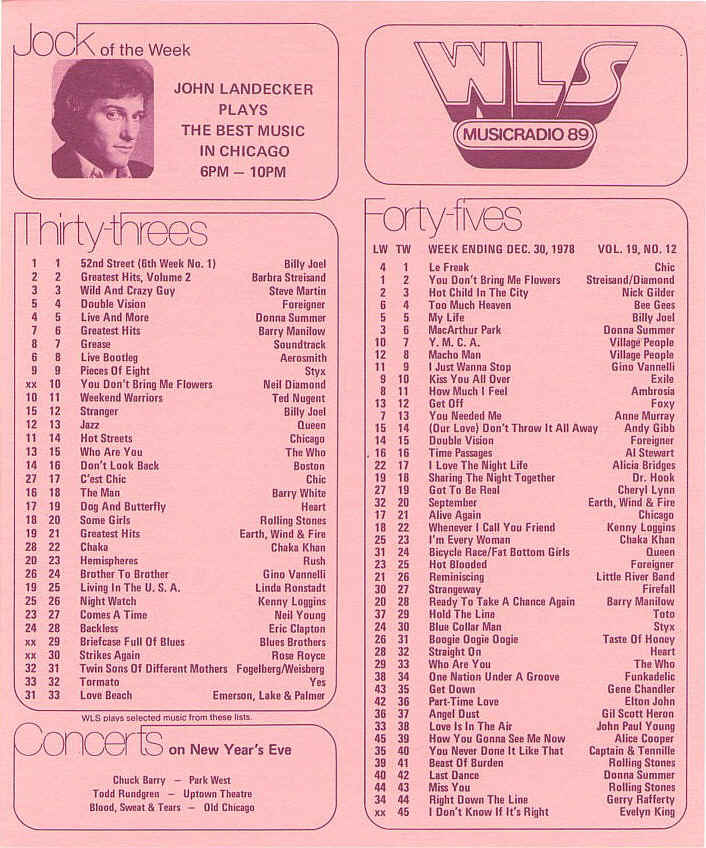 Jock of the Week
JOHN LANDECKER
PLAYS
THE BEST MUSIC
IN CHICAGO
6PM — 10PM
WLS
MUSICRADIO 89
Thirty-threes
1 1 52nd Street (6th Week No. 1) Billy Joel
2 2 Greatest Hits, Volume 2 Barbra Streisand
3 3 Wild And Crazy Guy Steve Martin
5 4 Double Vision Foreigner
4 5 Live And More Donna Summer
7 6 Greatest Hits Barry Manilow
8 7 Grease Soundtrack
6 8 Live Bootleg Aerosmith
9 9 Pieces Of Eight Styx
xx 10 You Don't Bring Me Flowers Neil Diamond
10 11 Weekend Warriors Ted Nugent
15 12 Stranger Billy Joel
12 13 Jazz Queen
11 14 Hot Streets Chicago
13 15 Who Are You The Who
14 16 Don't Look Back Boston
27 17 C'est Chic Chic
16 18 The Man Barry White
17 19 Dog And Butterfly Heart
18 20 Some Girls Rolling Stones
19 21 Greatest Hits Earth, Wind & Fire
28 22 Chaka Chaka Khan
20 23 Hemispheres Rush
26 24 Brother To Brother Gino Vannelli
19 25 Living In The U. S. A. Linda Ronstadt
25 26 Night Watch Kenny Loggins
23 27 Comes A Time Neil Young
24 28 Backless Eric Clapton
xx 29 Briefcase Full Of Blues Blues Brothers
xx 30 Strikes Again Rose Royce
32 31 Twin Sons Of Different Mothers Fogelberg/Weisberg
33 32 Tormato Yes
31 33 Love Beach Emerson, Lake & Palmer
WLS plays selected music from these lists.
Concerts on New Year's Eve
Chuck Barry — Park West
Todd Rundgren — Uptown Theatre
Blood, Sweat & Tears — Old Chicago
Forty-fives
LW TW WEEK ENDING DEC. 30, 1978 VOL. 19, NO. 12
4 1 Le Freak Chic
1 2 You Don't Bring Me Flowers Streisand/Diamond
2 3 Hot Child In The City Nick Gilder
6 4 Too Much Heaven Bee Gees
5 5 My Life Billy Joel
3 6 MacArthur Park Donna Summer
10 7 Y. M. C. A. Village People
12 8 Macho Man Village People
11 9 I Just Wanna Stop Gino Vannelli
9 10 Kiss You All Over Exile
8 11 How Much I Feel Ambrosia
13 12 Get Off Foxy
7 13 You Needed Me Anne Murray
15 14 (Our Love) Don't Throw It All Away Andy Gibb
14 15 Double Vision Foreigner
16 16 Time Passages Al Stewart
22 17 I Love The Night Life Alicia Bridges
19 18 Sharing The Night Together Dr. Hook
27 19 Got To Be Real Cheryl Lynn
32 20 September Earth, Wind & Fire
17 21 Alive Again Chicago
18 22 Whenever I Call You Friend Kenny Loggins
25 23 I'm Every Woman Chaka Khan
31 24 Bicycle Race/Fat Bottom Girls Queen
23 25 Hot Blooded Foreigner
21 26 Reminiscing Little River Band
30 27 Strangeway Firefall
20 28 Ready To Take A Chance Again Barry Manilow
37 29 Hold The Line Toto
24 30 Blue Collar Man Styx
26 31 Boogie Oogie Oogie Taste Of Honey
28 32 Straight On Heart
29 33 Who Are You The Who
38 34 One Nation Under A Groove Funkadelic
43 35 Get Down Gene Chandler
42 36 Part-Time Love Elton John
36 37 Angel Dust Gil Scott Heron
33 38 Love Is In The Air John Paul Young
45 39 How You Gonna See Me Now Alice Cooper
35 40 You Never Done It Like That Captain & Tennille
39 41 Beast Of Burden Rolling Stones
40 42 Last Dance Donna Summer
44 43 Miss You Rolling Stones
34 44 Right Down The Line Gerry Rafferty
xx 45 I Don't Know If It's Right Evelyn King